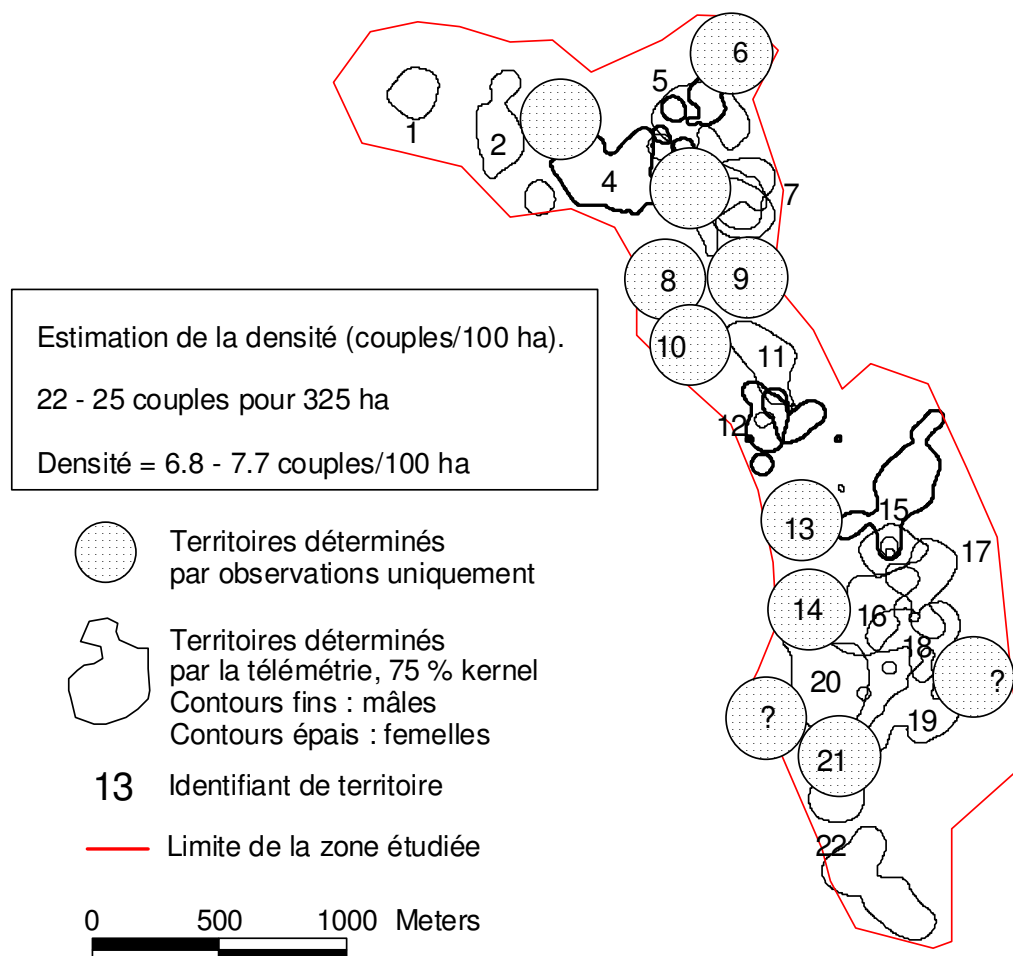 6
5
1
2
4
7
8
9
10
11
12
13
15
17
14
16
18
20
?
?
19
21
22
Estimation de la densité (couples/100 ha).
22 - 25 couples pour 325 ha
Densité = 6.8 - 7.7 couples/100 ha
Territoires déterminés
par observations uniquement
Territoires déterminés
par la télémétrie, 75 % kernel
Contours fins : mâles
Contours épais : femelles
13 Identifiant de territoire
Limite de la zone étudiée
0 500 1000 Meters